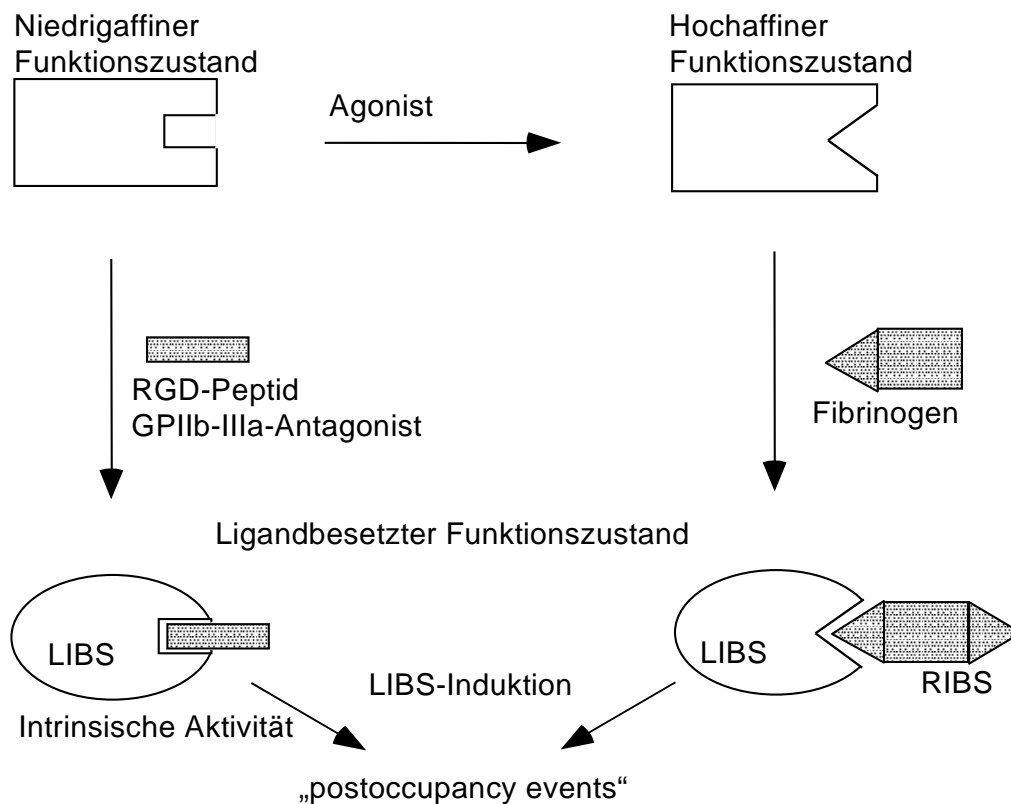 Niedrigaffiner
Funktionszustand
Hochaffiner
Funktionszustand
Agonist
RGD-Peptid
GPIIb-IIIa-Antagonist
Fibrinogen
Ligandbesetzter Funktionszustand
LIBS
LIBS
RIBS
LIBS-Induktion
Intrinsische Aktivität
„postoccupancy events“